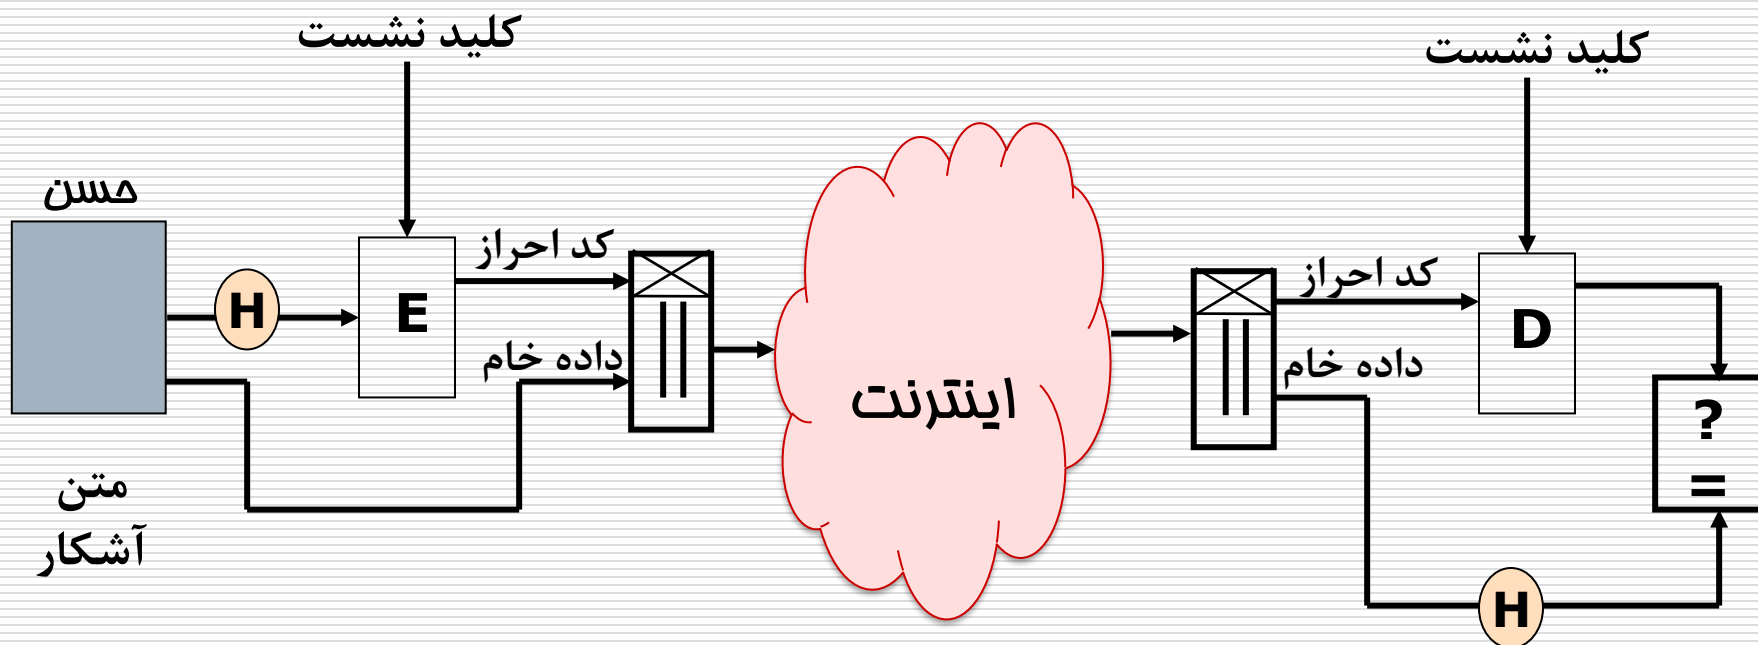 کلید نشست
کلید نشست
حسن
H
E
کد احراز
داده خام
متن
آشکار
اینترنت
کد احراز
داده خام
D
?
=
H